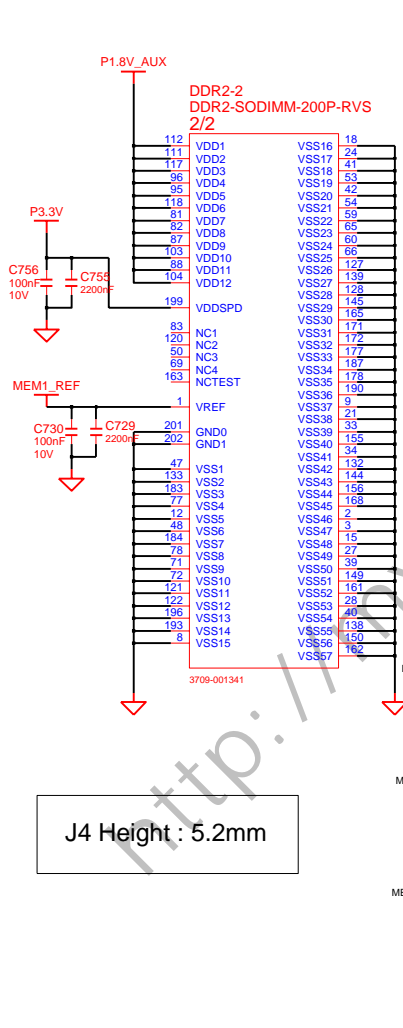 P1.8V_AUX
DDR2-2
DDR2-SODIMM-200P-RVS
2/2
112 VDD1 VSS16 18
111 VDD2 VSS17 24
117 VDD3 VSS18 41
96 VDD4 VSS19 53
95 VDD5 VSS20 42
118 VDD6 VSS21 54
81 VDD7 VSS22 59
82 VDD8 VSS23 65
87 VDD9 VSS24 60
103 VDD10 VSS25 66
88 VDD11 VSS26 127
104 VDD12 VSS27 139
VSS28 128
199 VDDSPD VSS29 145
VSS30 165
83 NC1 VSS31 171
120 NC2 VSS32 172
50 NC3 VSS33 177
69 NC4 VSS34 187
163 NCTEST VSS35 178
VSS36 190
1 VREF VSS37 9
VSS38 21
201 GND0 VSS39 33
202 GND1 VSS40 155
VSS41 34
47 VSS1 VSS42 132
133 VSS2 VSS43 144
183 VSS3 VSS44 156
77 VSS4 VSS45 168
12 VSS5 VSS46 2
48 VSS6 VSS47 3
184 VSS7 VSS48 15
78 VSS8 VSS49 27
71 VSS9 VSS50 39
72 VSS10 VSS51 149
121 VSS11 VSS52 161
122 VSS12 VSS53 28
196 VSS13 VSS54 40
193 VSS14 VSS55 138
8 VSS15 VSS56 150
VSS57 162
3709-001341
P3.3V
C756
100nF
10V
C755
2200nF
MEM1_REF
C730
100nF
10V
C729
2200nF
J4 Height : 5.2mm
http://m
M
ME